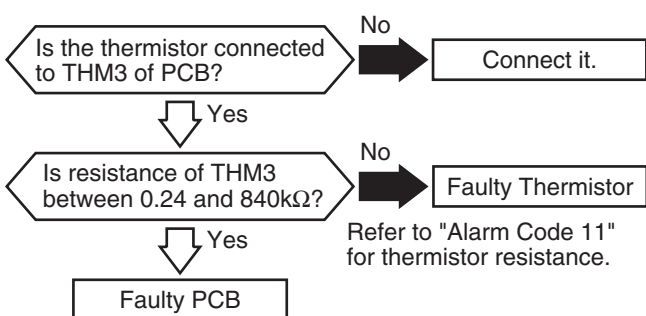 No
Is the thermistor connected
to THM3 of PCB?
Connect it.
Yes
No
Is resistance of THM3
between 0.24 and 840kΩ?
Faulty Thermistor
Yes
Refer to "Alarm Code 11"
for thermistor resistance.
Faulty PCB